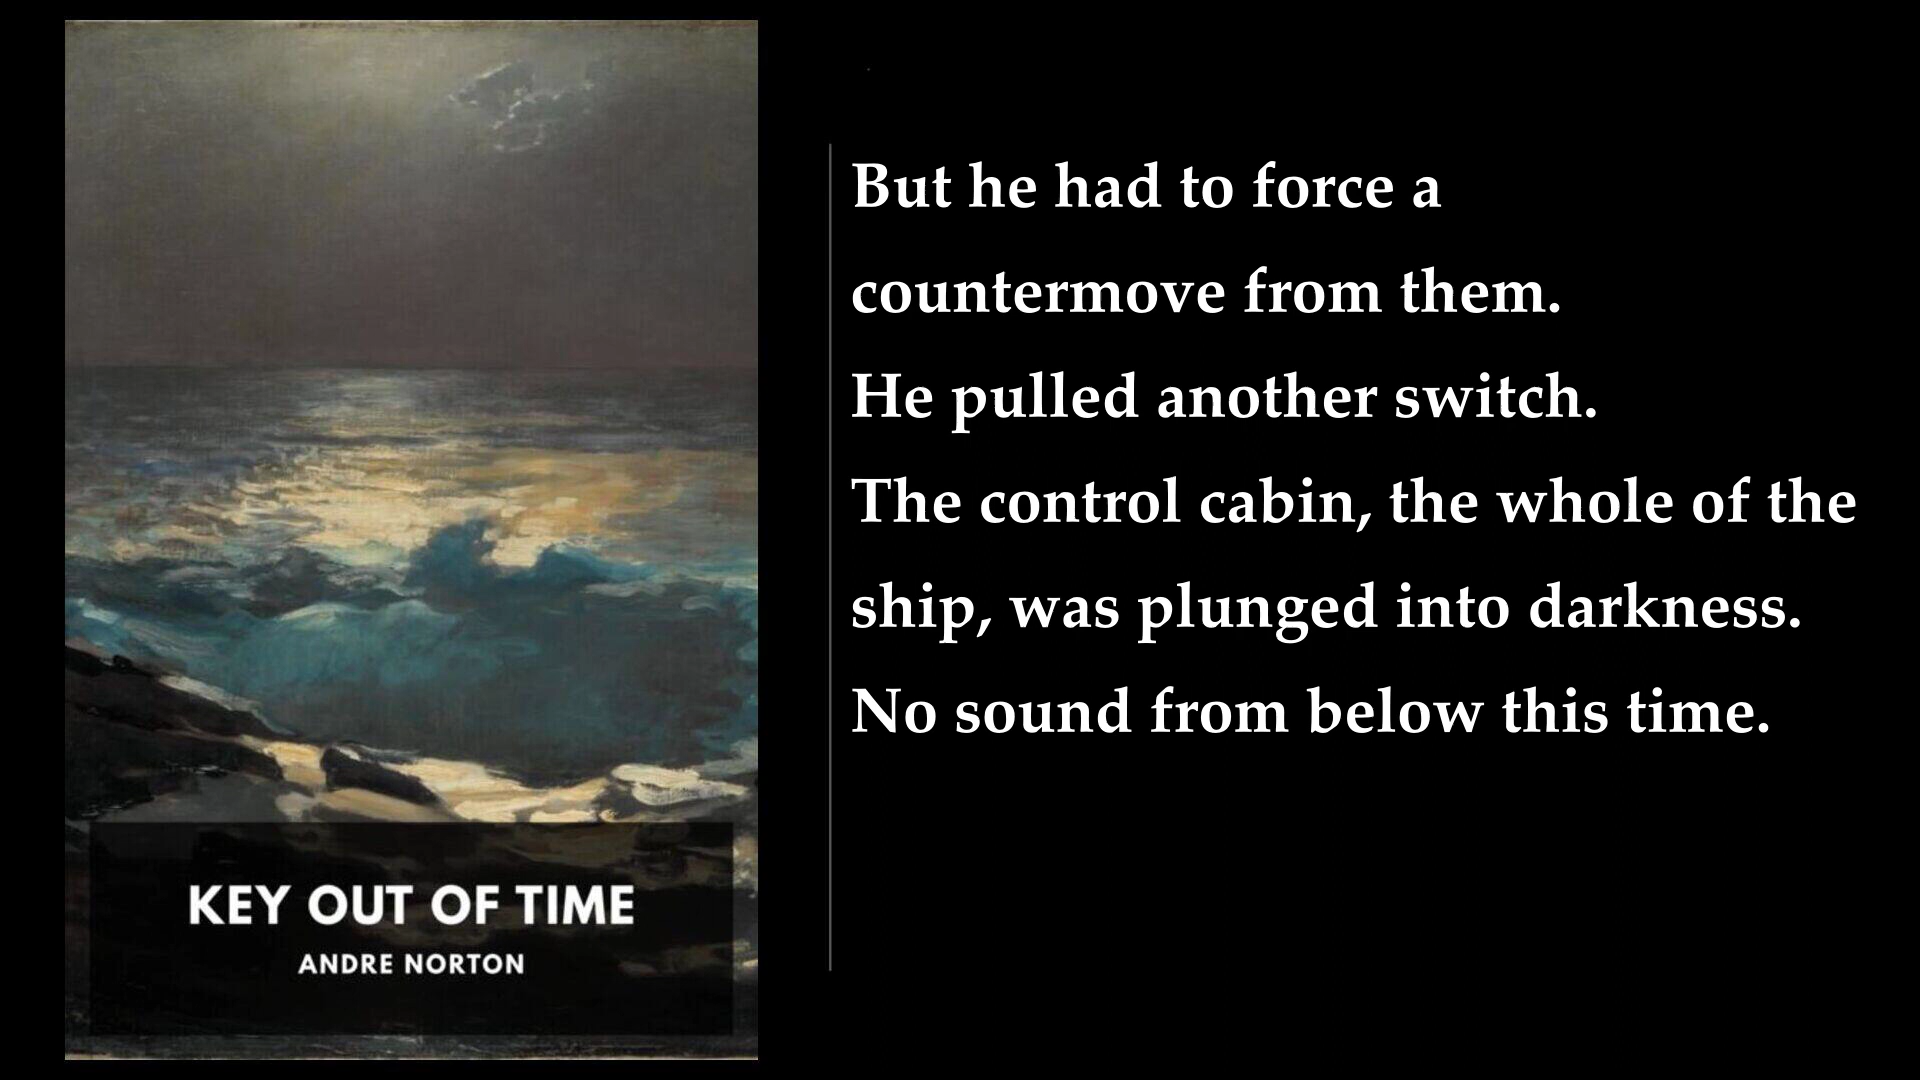 KEY OUT OF TIME
ANDRE NORTON
But he had to force a
countermove from them.
He pulled another switch.
The control cabin, the whole of the
ship, was plunged into darkness.
No sound from below this time.